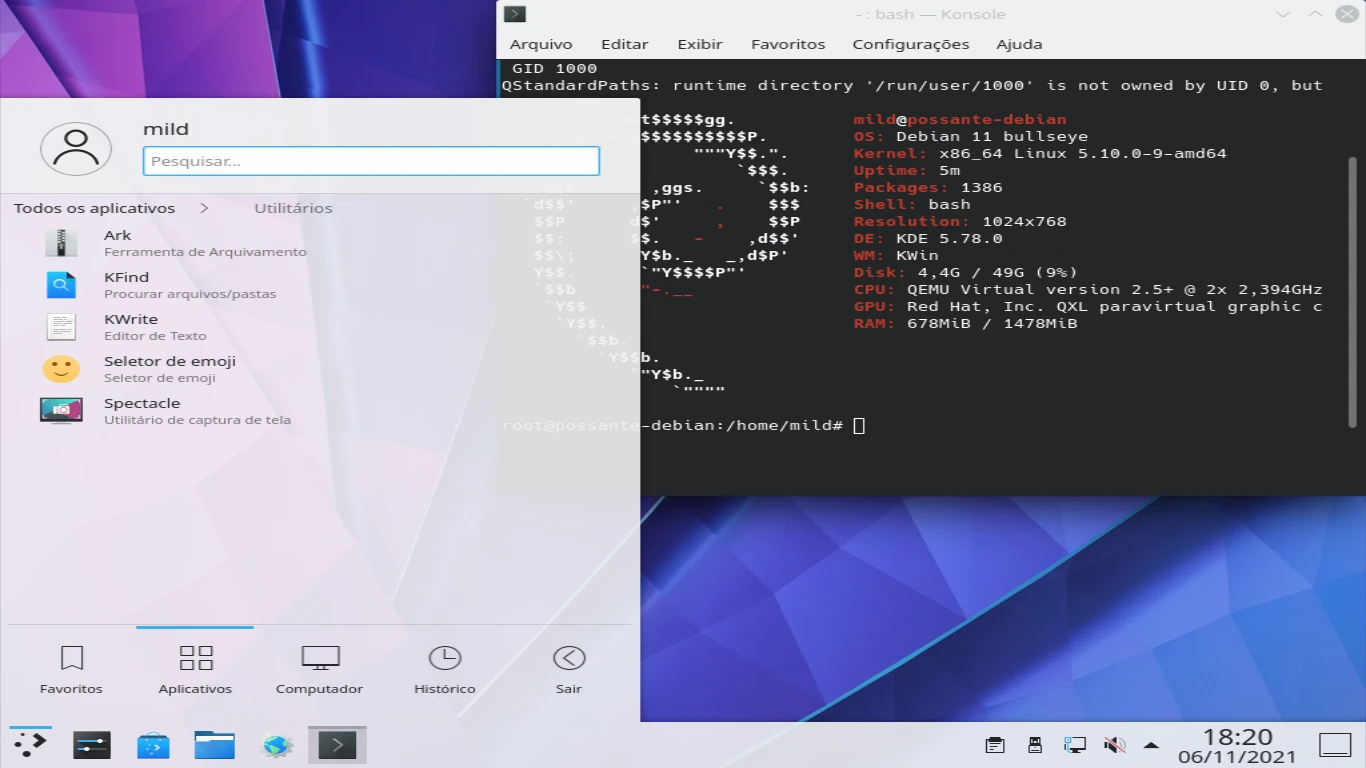 - : bash — Konsole
Arquivo Editar Exibir Favoritos Configurações Ajuda
GID 1000
QStandardPaths: runtime directory '/run/user/1000' is not owned by UID 0, but
mild@possante-debian
OS: Debian 11 bullseye
Kernel: x86_64 Linux 5.10.0-9-amd64
Uptime: 5m
Packages: 1386
Shell: bash
Resolution: 1024x768
DE: KDE 5.78.0
WM: KWin
Disk: 4,4G / 49G (9%)
CPU: QEMU Virtual version 2.5+ @ 2x 2,394GHz
GPU: Red Hat, Inc. QXL paravirtual graphic c
RAM: 678MiB / 1478MiB
root@possante-debian:/home/mild#
mild
Pesquisar...
Todos os aplicativos > Utilitários
Ark
Ferramenta de Arquivamento
KFind
Procurar arquivos/pastas
KWrite
Editor de Texto
Seletor de emoji
Seletor de emoji
Spectacle
Utilitário de captura de tela
Favoritos Aplicativos Computador Histórico Sair
18:20
06/11/2021